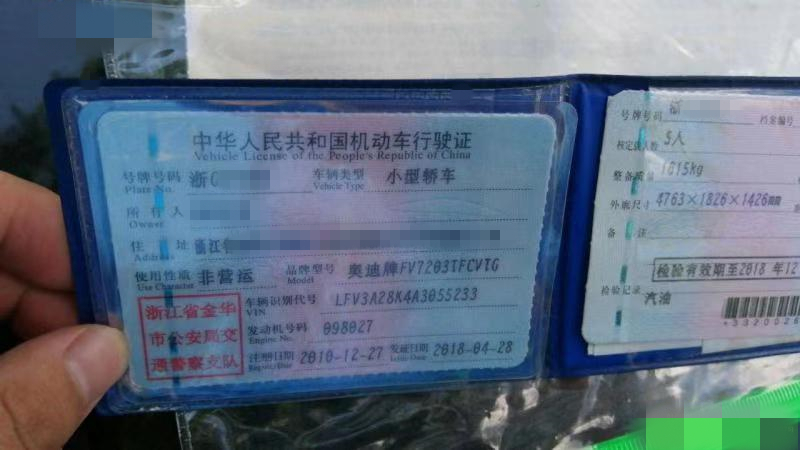 中华人民共和国机动车行驶证
Vehicle License of the People's Republic of China
号牌号码 浙 车辆类型 小型轿车
Plate No. Vehicle Type
所有人
Owner
住址 浙江省
Address
使用性质 非营运 品牌型号 奥迪牌FV7203TFCVTG
Use Character Model
浙江省金华
市公安局交
通警察支队
车辆识别代号 LFV3A28K4A3055233
VIN
发动机号码 098027
Engine No.
注册日期 2010-12-27 发证日期 2018-04-28
Issue Date
号牌号码 档案编号
核定载人数 5人
整备质量 1615kg
外廓尺寸 4763×1826×1426
备注
检验有效期至2018年12
检验记录
汽油